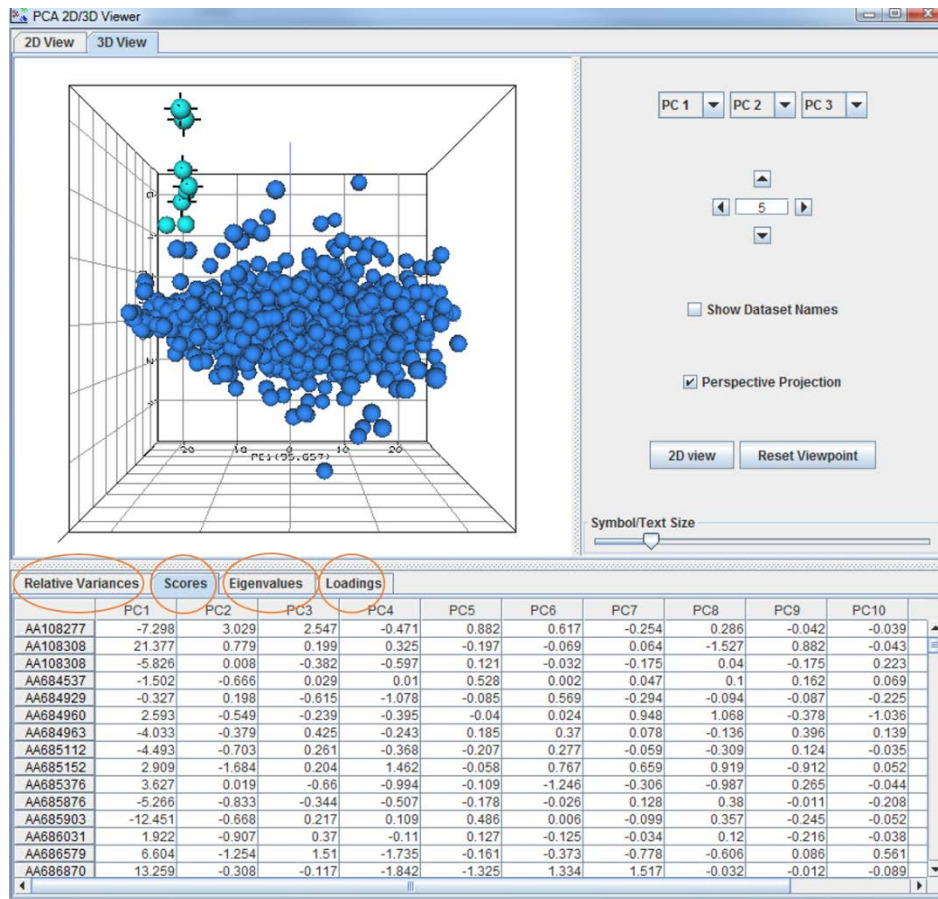 PCA 2D/3D Viewer
2D View 3D View
PC 1 PC 2 PC 3
5
Show Dataset Names
Perspective Projection
2D view Reset Viewpoint
Symbol/Text Size
Relative Variances Scores Eigenvalues Loadings
PC1 PC2 PC3 PC4 PC5 PC6 PC7 PC8 PC9 PC10
AA108277 -7.298 3.029 2.547 -0.471 0.882 0.617 -0.254 0.286 -0.042 -0.039
AA108308 21.377 0.779 0.199 0.325 -0.197 -0.069 0.064 -1.527 0.882 -0.043
AA108308 -5.826 0.008 -0.382 -0.597 0.121 -0.032 -0.175 0.04 -0.175 0.223
AA684537 -1.502 -0.666 0.029 0.01 0.528 0.002 0.047 0.1 0.162 0.069
AA684929 -0.327 0.198 -0.615 -1.078 -0.085 0.569 -0.294 -0.094 -0.087 -0.225
AA684960 2.593 -0.549 -0.239 -0.395 -0.04 0.024 0.948 1.068 -0.378 -1.036
AA684963 -4.033 -0.379 0.425 -0.243 0.185 0.37 0.078 -0.136 0.396 0.139
AA685112 -4.493 -0.703 0.261 -0.368 -0.207 0.277 -0.059 -0.309 0.124 -0.035
AA685152 2.909 -1.684 0.204 1.462 -0.058 0.767 0.659 0.919 -0.912 0.052
AA685376 3.627 0.019 -0.66 -0.994 -0.109 -1.246 -0.306 -0.987 0.265 -0.044
AA685876 -5.266 -0.833 -0.344 -0.507 -0.178 -0.026 0.128 0.38 -0.011 -0.208
AA685903 -12.451 -0.668 0.217 0.109 0.486 0.006 -0.099 0.357 -0.245 -0.052
AA686031 1.922 -0.907 0.37 -0.11 0.127 -0.125 -0.034 0.12 -0.216 -0.038
AA686579 6.604 -1.254 1.51 -1.735 -0.161 -0.373 -0.778 -0.606 0.086 0.561
AA686870 13.259 -0.308 -0.117 -1.842 -1.325 1.334 1.517 -0.032 -0.012 -0.089